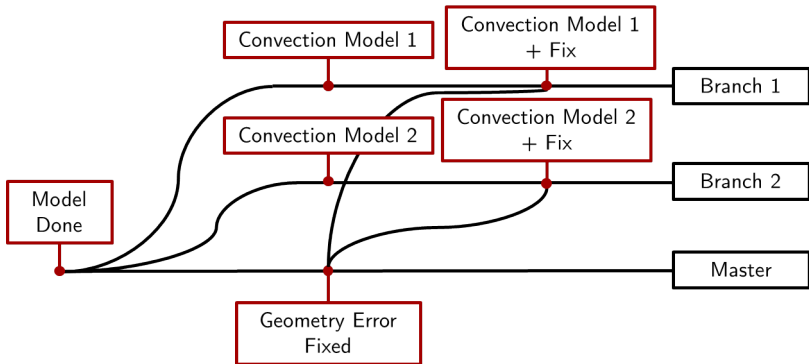 Convection Model 1
Convection Model 1
+ Fix
Branch 1
Convection Model 2
Convection Model 2
+ Fix
Branch 2
Model
Done
Master
Geometry Error
Fixed